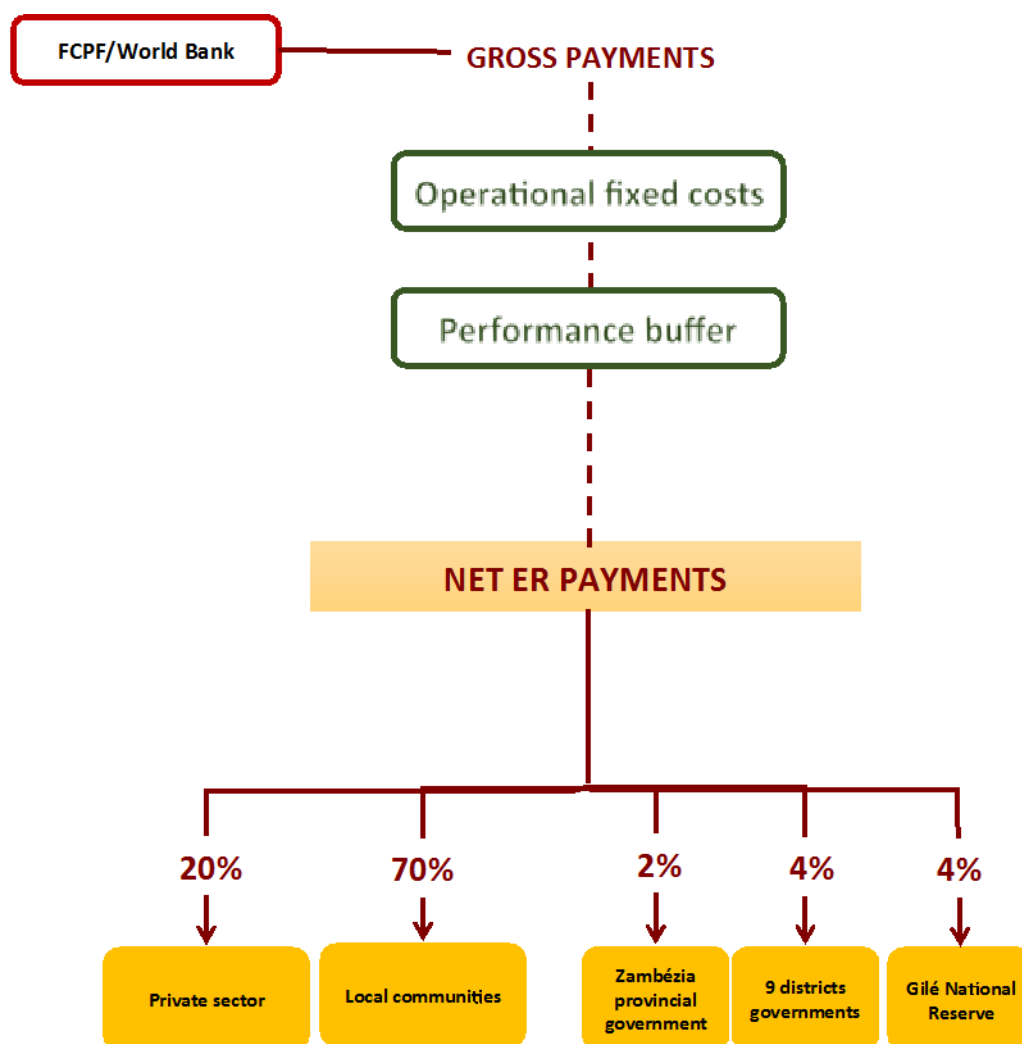 FCPF/World Bank
GROSS PAYMENTS
Operational fixed costs
Performance buffer
NET ER PAYMENTS
20%
70%
2%
4%
4%
Private sector
Local communities
Zambézia
provincial
government
9 districts
governments
Gilé National
Reserve